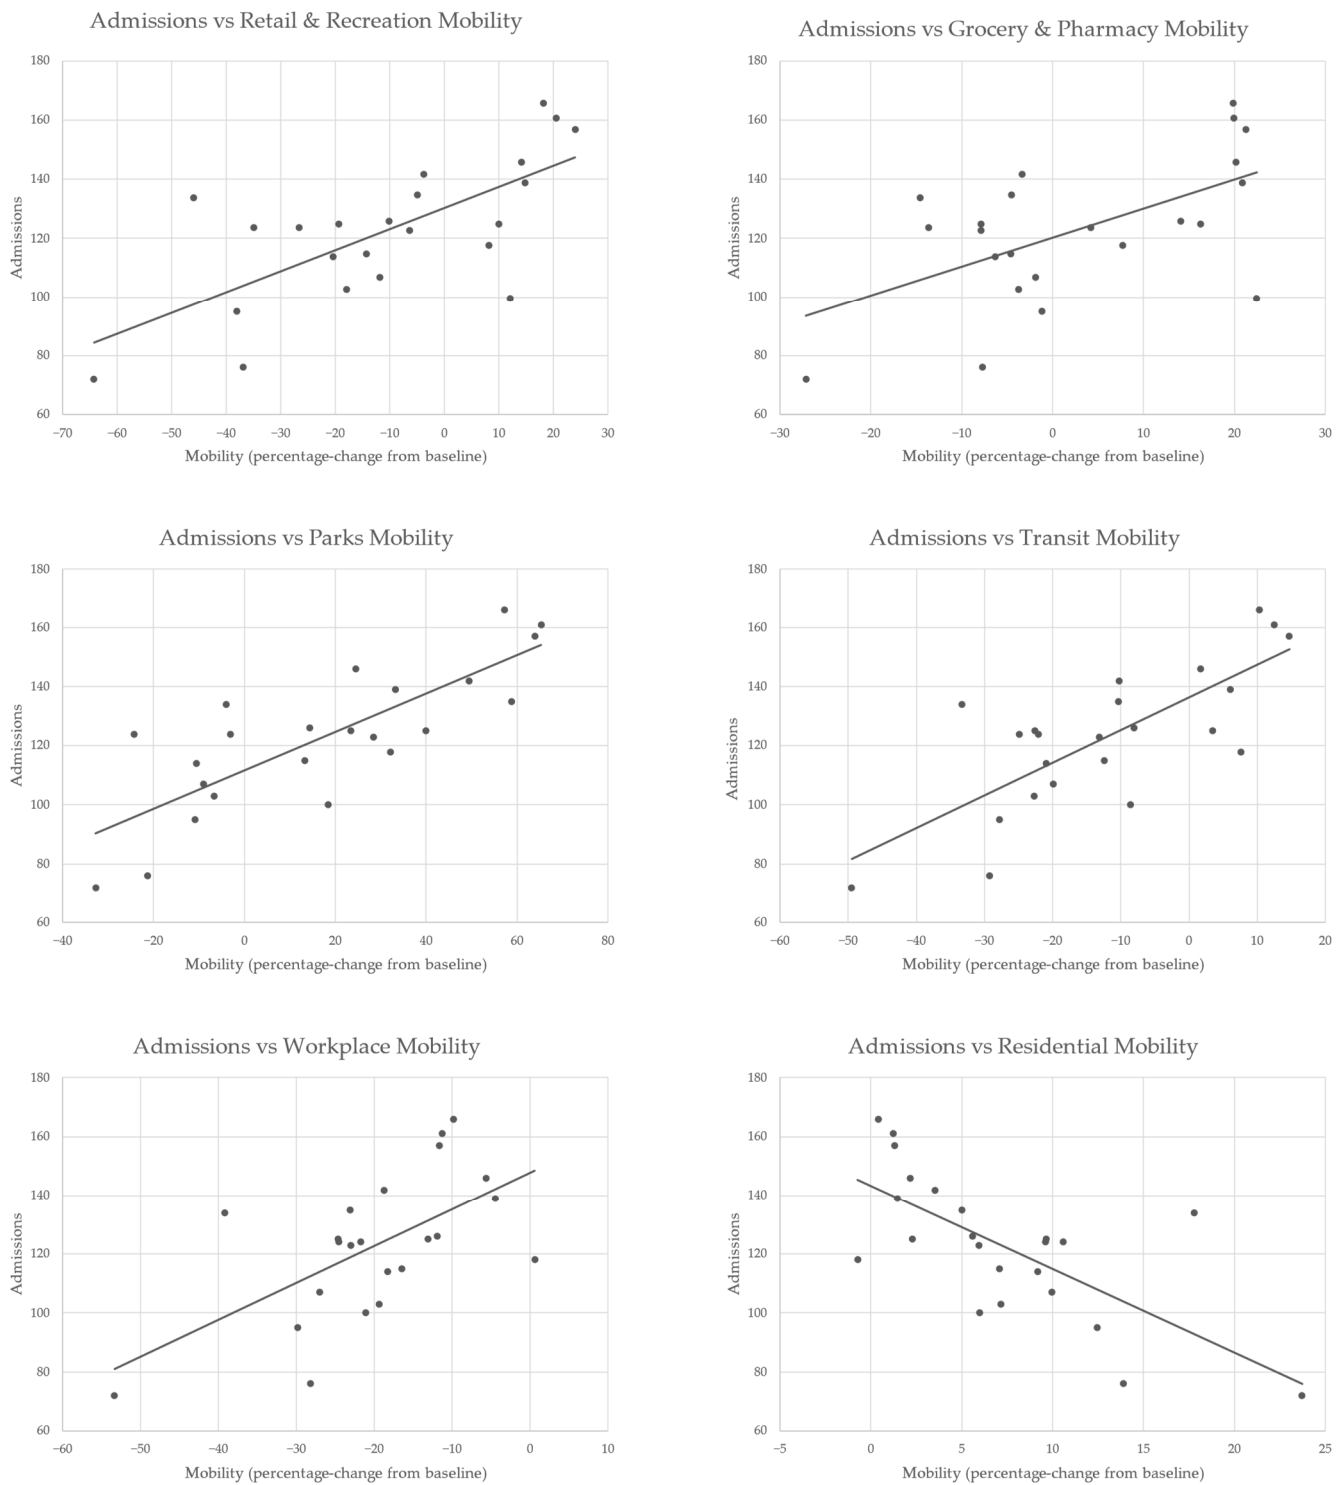 Admissions vs Retail & Recreation Mobility
180
160
140
120
100
80
60
Admissions
−70 −60 −50 −40 −30 −20 −10 0 10 20 30
Mobility (percentage-change from baseline)
Admissions vs Grocery & Pharmacy Mobility
180
160
140
120
100
80
60
Admissions
−30 −20 −10 0 10 20 30
Mobility (percentage-change from baseline)
Admissions vs Parks Mobility
180
160
140
120
100
80
60
Admissions
−40 −20 0 20 40 60 80
Mobility (percentage-change from baseline)
Admissions vs Transit Mobility
180
160
140
120
100
80
60
Admissions
−60 −50 −40 −30 −20 −10 0 10 20
Mobility (percentage-change from baseline)
Admissions vs Workplace Mobility
180
160
140
120
100
80
60
Admissions
−60 −50 −40 −30 −20 −10 0 10
Mobility (percentage-change from baseline)
Admissions vs Residential Mobility
180
160
140
120
100
80
60
Admissions
−5 0 5 10 15 20 25
Mobility (percentage-change from baseline)